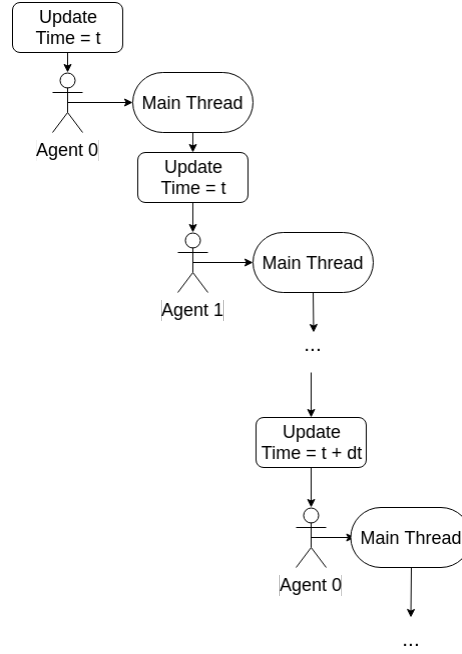 Update
Time = t
Main Thread
Agent 0
Update
Time = t
Main Thread
Agent 1
...
Update
Time = t + dt
Main Thread
Agent 0
...